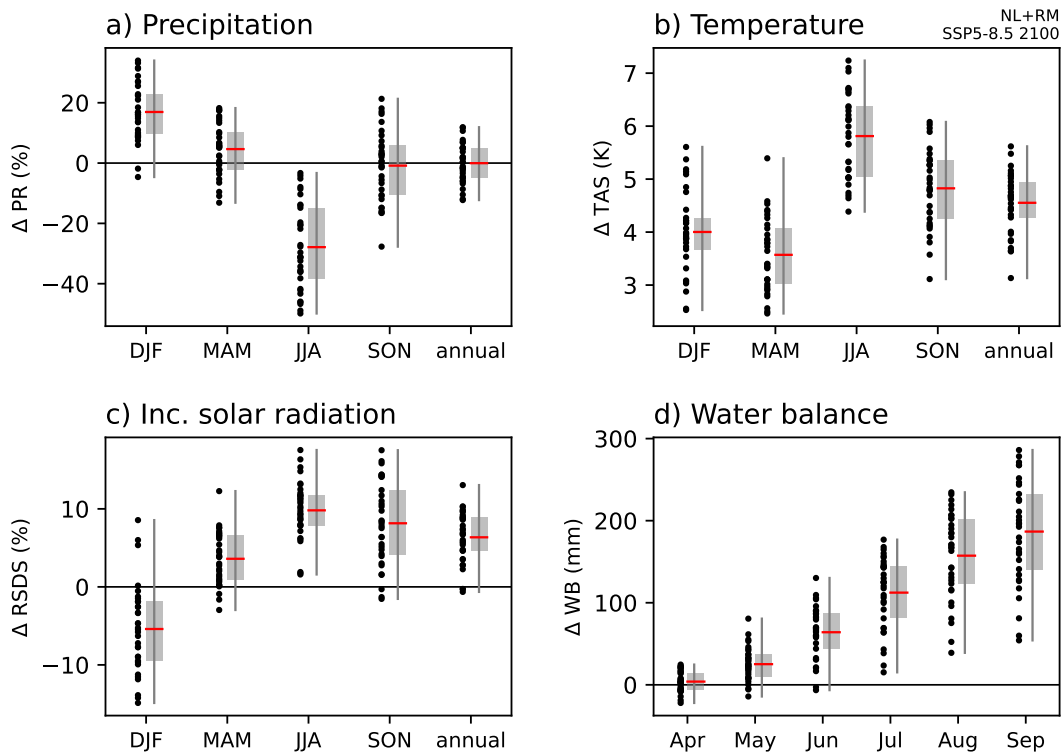 a) Precipitation
b) Temperature
NL+RM
SSP5-8.5 2100
Δ PR (%)
20
0
−20
−40
DJF MAM JJA SON annual
Δ TAS (K)
7
6
5
4
3
DJF MAM JJA SON annual
c) Inc. solar radiation
d) Water balance
Δ RSDS (%)
10
0
−10
DJF MAM JJA SON annual
Δ WB (mm)
300
200
100
0
Apr May Jun Jul Aug Sep